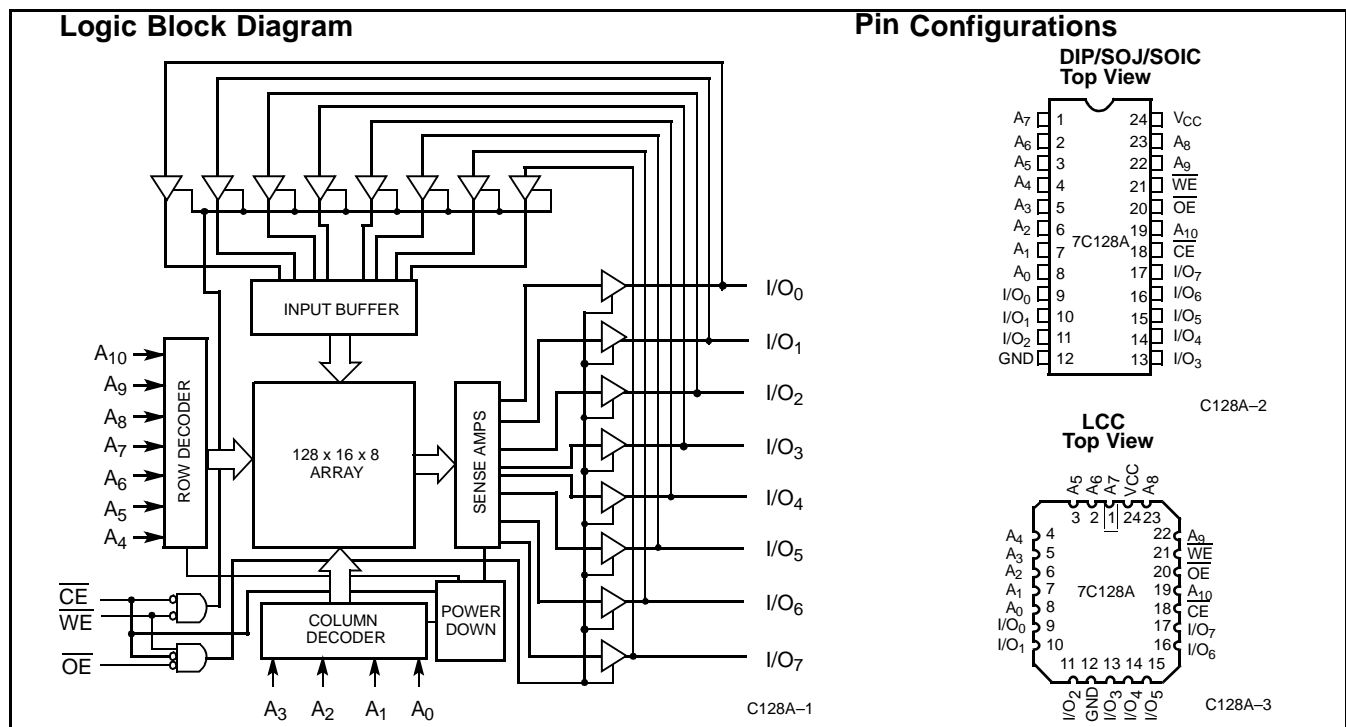 Logic Block Diagram
Pin Configurations
INPUT BUFFER
A10
A9
A8
A7
A6
A5
A4
ROW DECODER
128 x 16 x 8
ARRAY
SENSE AMPS
I/O0
I/O1
I/O2
I/O3
I/O4
I/O5
I/O6
I/O7
CE
WE
OE
COLUMN
DECODER
POWER
DOWN
A3 A2 A1 A0
C128A–1
DIP/SOJ/SOIC
Top View
A7 1 24 VCC
A6 2 23 A8
A5 3 22 A9
A4 4 21 WE
A3 5 20 OE
A2 6 19 A10
A1 7 18 CE
A0 8 17 I/O7
I/O0 9 16 I/O6
I/O1 10 15 I/O5
I/O2 11 14 I/O4
GND 12 13 I/O3
7C128A
C128A–2
LCC
Top View
A5 A6 A7 VCC A8
3 2 1 24 23
A4 4 22 A9
A3 5 21 WE
A2 6 20 OE
A1 7 19 A10
A0 8 18 CE
I/O0 9 17 I/O7
I/O1 10 16 I/O6
7C128A
11 12 13 14 15
I/O2 GND I/O3 I/O4 I/O5
C128A–3